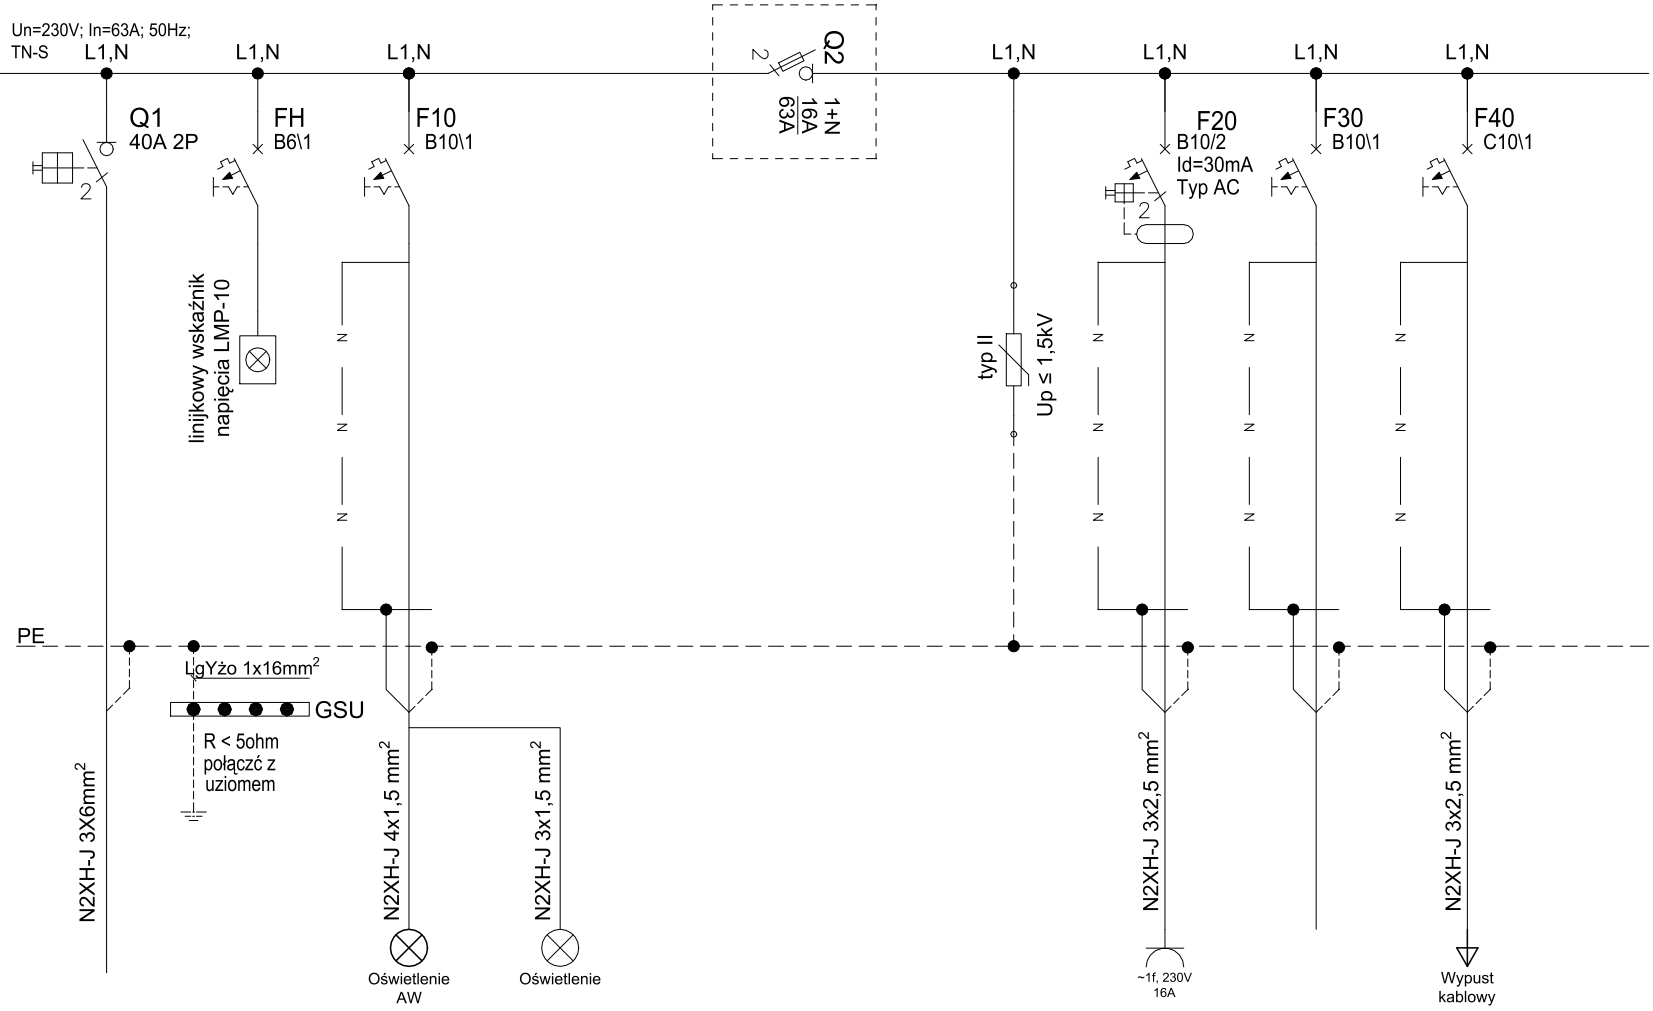 Un=230V; In=63A; 50Hz;
TN-S
L1,N
L1,N
L1,N
L1,N
L1,N
L1,N
L1,N
Q2
2
1+N
16A
63A
Q1
40A 2P
2
FH
B6\1
F10
B10\1
F20
B10/2
Id=30mA
Typ AC
2
F30
B10\1
F40
C10\1
linijkowy wskaźnik
napięcia LMP-10
typ II
Up ≤ 1,5kV
N
N
N
N
N
N
N
N
N
N
N
N
PE
LgYżo 1x16mm²
GSU
R < 5ohm
połączć z
uziomem
N2XH-J 3X6mm²
N2XH-J 4x1,5 mm²
N2XH-J 3x1,5 mm²
N2XH-J 3x2,5 mm²
N2XH-J 3x2,5 mm²
Oświetlenie
AW
Oświetlenie
~1f, 230V
16A
Wypust
kablowy